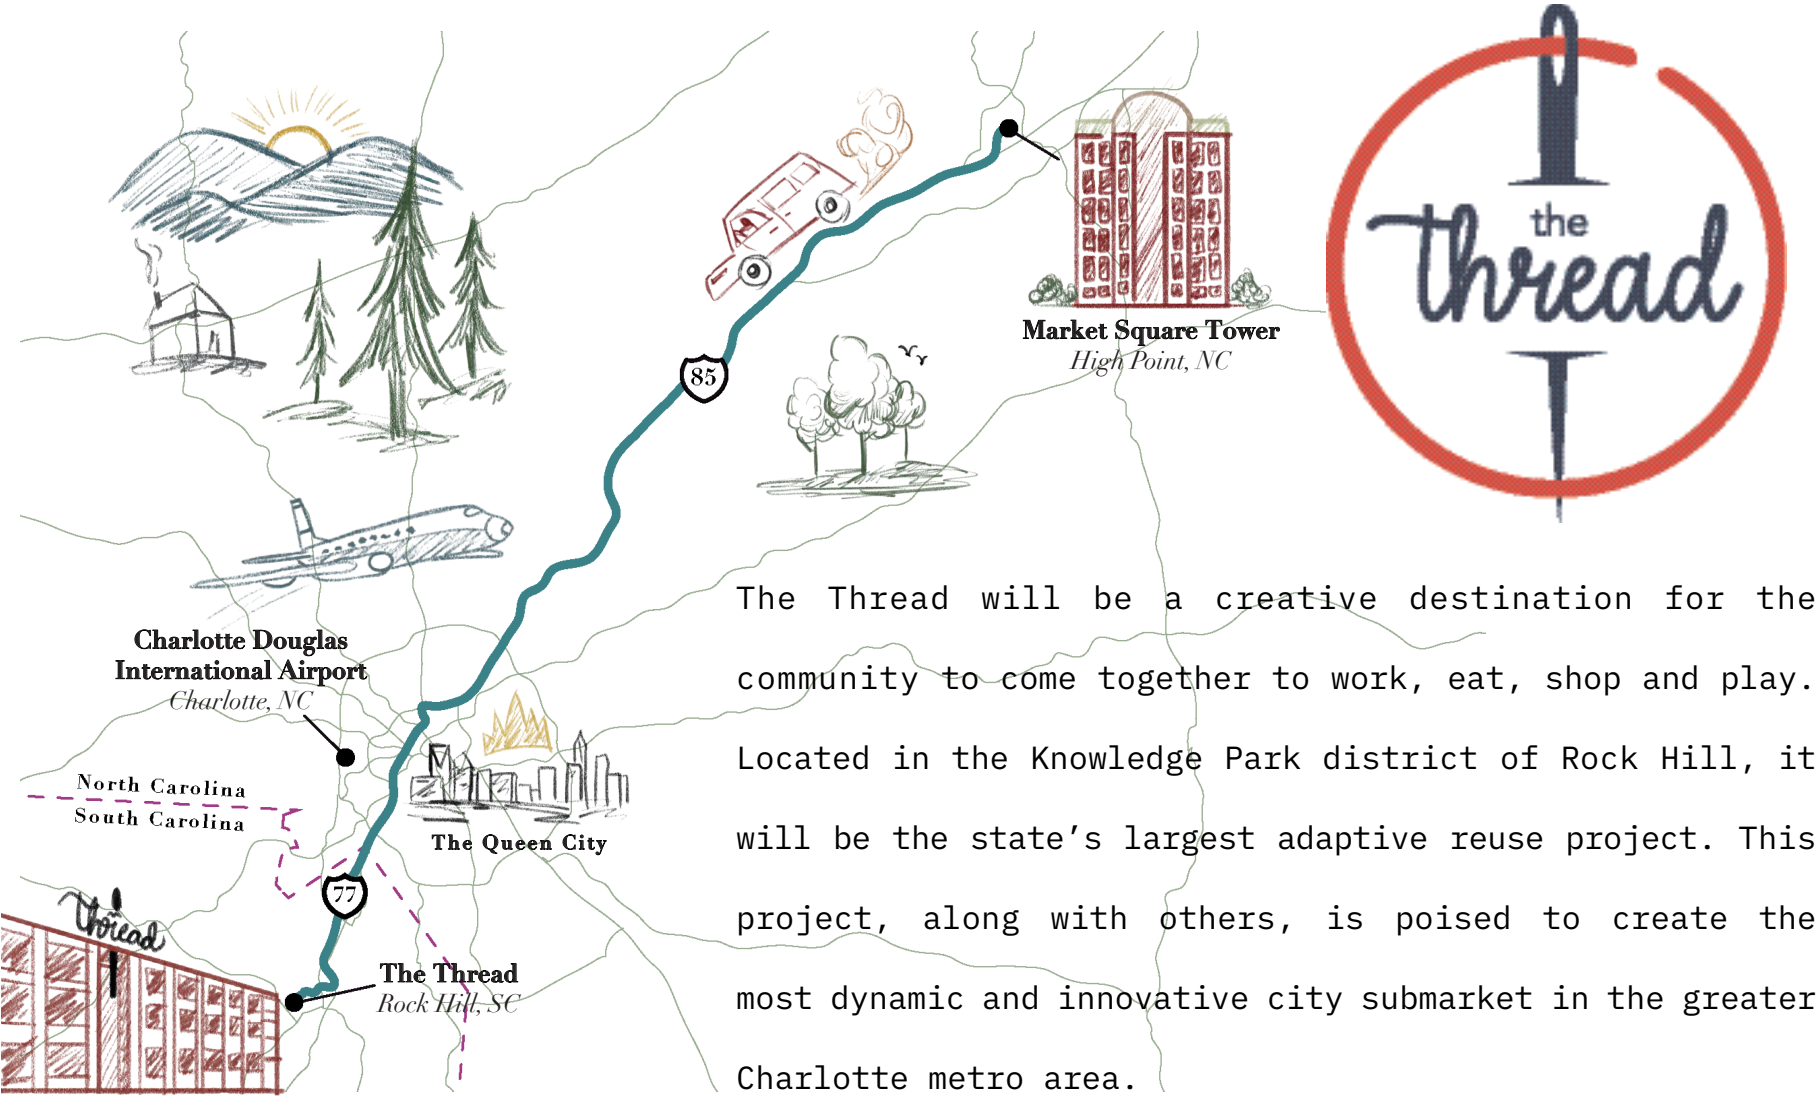 the
thread
Market Square Tower
High Point, NC
85
Charlotte Douglas
International Airport
Charlotte, NC
North Carolina
South Carolina
The Queen City
77
thread
The Thread
Rock Hill, SC
The Thread will be a creative destination for the
community to come together to work, eat, shop and play.
Located in the Knowledge Park district of Rock Hill, it
will be the state’s largest adaptive reuse project. This
project, along with others, is poised to create the
most dynamic and innovative city submarket in the greater
Charlotte metro area.